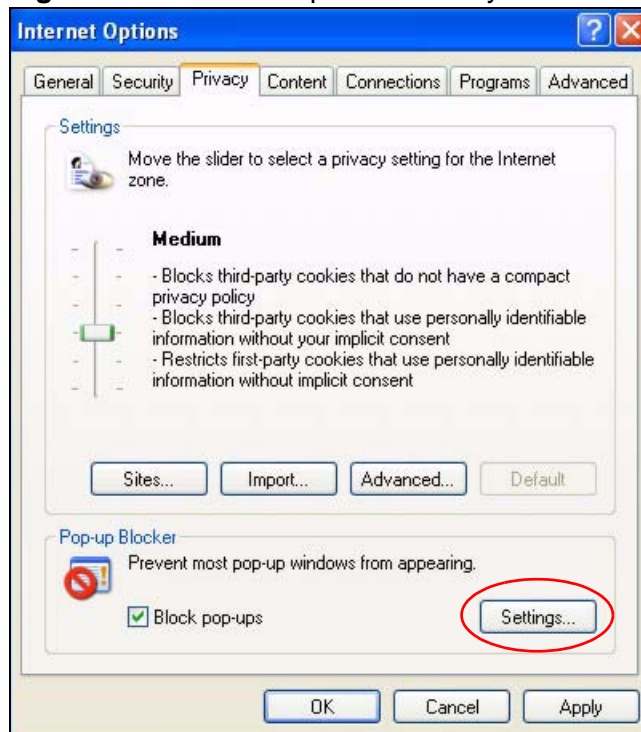 Internet Options
General Security Privacy Content Connections Programs Advanced
Settings
Move the slider to select a privacy setting for the Internet
zone.
Medium
- Blocks third-party cookies that do not have a compact
privacy policy
- Blocks third-party cookies that use personally identifiable
information without your implicit consent
- Restricts first-party cookies that use personally identifiable
information without implicit consent
Sites... Import... Advanced... Default
Pop-up Blocker
Prevent most pop-up windows from appearing.
Block pop-ups
Settings...
OK Cancel Apply